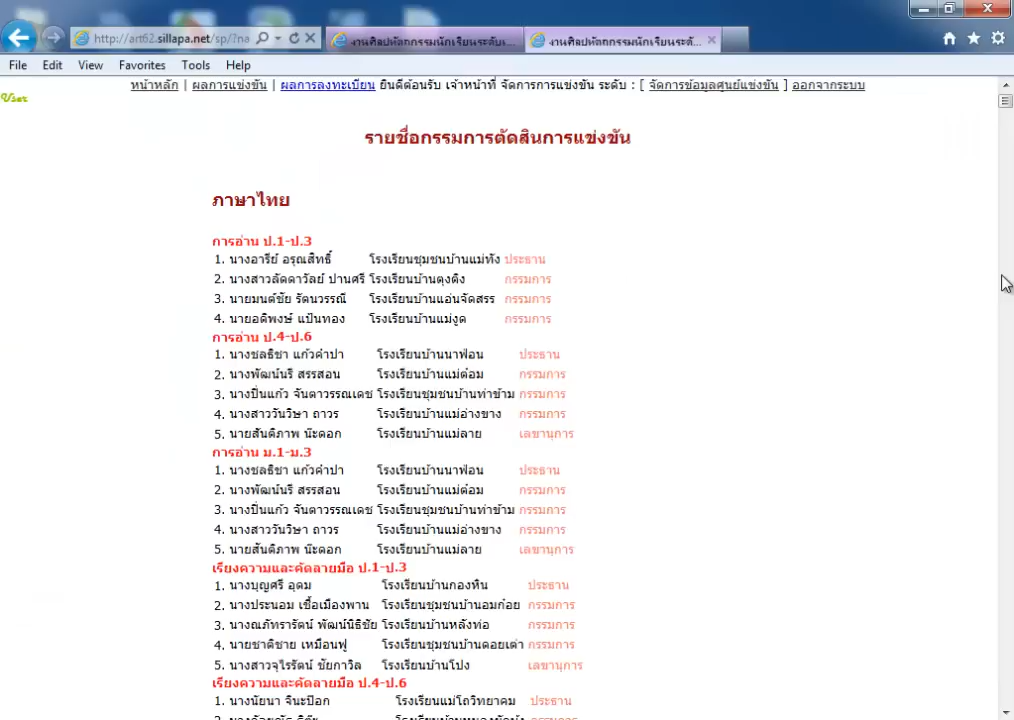 http://art62.sillapa.net/sp/?na
งานศิลปหัตถกรรมนักเรียนระดับ...
งานศิลปหัตถกรรมนักเรียนระดั...
File Edit View Favorites Tools Help
หน้าหลัก | ผลการแข่งขัน | ผลการลงทะเบียน ยินดีต้อนรับ เจ้าหน้าที่ จัดการการแข่งขัน ระดับ : [ จัดการข้อมูลศูนย์แข่งขัน ] ออกจากระบบ
User
รายชื่อกรรมการตัดสินการแข่งขัน
ภาษาไทย
การอ่าน ป.1-ป.3
1. นางอารีย์ อรุณสิทธิ์ โรงเรียนชุมชนบ้านแม่ทัง ประธาน
2. นางสาวลัดดาวัลย์ ปานศรี โรงเรียนบ้านตุงติง กรรมการ
3. นายมนต์ชัย รัตนวรรณี โรงเรียนบ้านแอ่นจัดสรร กรรมการ
4. นายอดิพงษ์ แป้นทอง โรงเรียนบ้านแม่งูด กรรมการ
การอ่าน ป.4-ป.6
1. นางชลธิชา แก้วคำปา โรงเรียนบ้านนาฟ่อน ประธาน
2. นางพัฒน์นรี สรรสอน โรงเรียนบ้านแม่ต๋อม กรรมการ
3. นางปิ่นแก้ว จันดาวรรณเดช โรงเรียนชุมชนบ้านท่าข้าม กรรมการ
4. นางสาววันวิษา ถาวร โรงเรียนบ้านแม่อ่างขาง กรรมการ
5. นายสันติภาพ น๊ะตอก โรงเรียนบ้านแม่ลาย เลขานุการ
การอ่าน ม.1-ม.3
1. นางชลธิชา แก้วคำปา โรงเรียนบ้านนาฟ่อน ประธาน
2. นางพัฒน์นรี สรรสอน โรงเรียนบ้านแม่ต๋อม กรรมการ
3. นางปิ่นแก้ว จันดาวรรณเดช โรงเรียนชุมชนบ้านท่าข้าม กรรมการ
4. นางสาววันวิษา ถาวร โรงเรียนบ้านแม่อ่างขาง กรรมการ
5. นายสันติภาพ น๊ะตอก โรงเรียนบ้านแม่ลาย เลขานุการ
เรียงความและคัดลายมือ ป.1-ป.3
1. นางบุญศรี อุดม โรงเรียนบ้านกองหิน ประธาน
2. นางประนอม เชื้อเมืองพาน โรงเรียนชุมชนบ้านอมก๋อย กรรมการ
3. นางณภัทรารัตน์ พัฒน์นิธิชัย โรงเรียนบ้านหลังท่อ กรรมการ
4. นายชาติชาย เหมือนฟู โรงเรียนชุมชนบ้านดอยเต่า กรรมการ
5. นางสาวจุไรรัตน์ ชัยกาวิล โรงเรียนบ้านโปง เลขานุการ
เรียงความและคัดลายมือ ป.4-ป.6
1. นางนัยนา จินะป๊อก โรงเรียนแม่โถวิทยาคม ประธาน